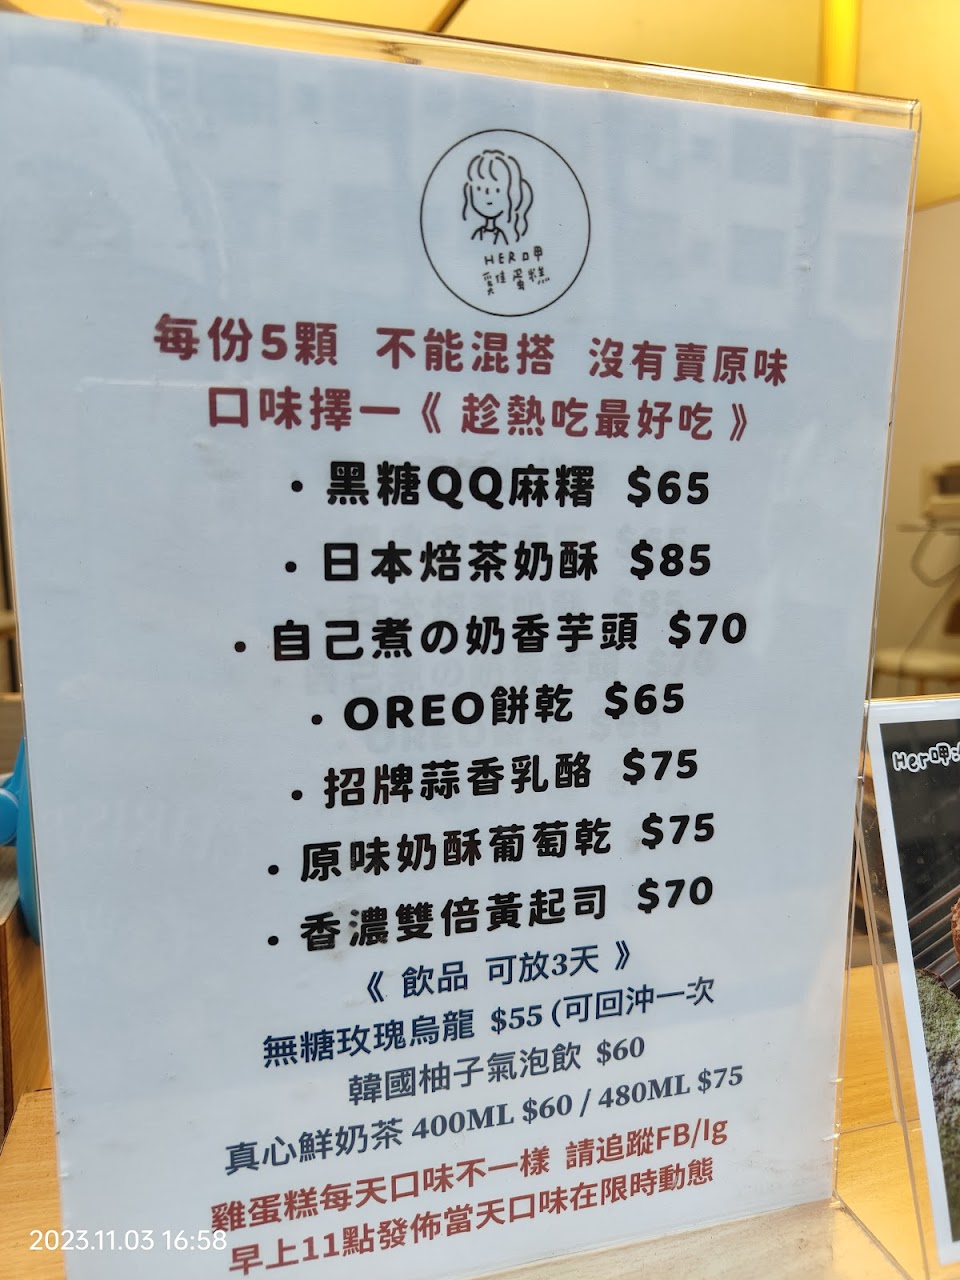 HER呷
雞蛋糕
每份5顆 不能混搭 沒有賣原味
口味擇一《趁熱吃最好吃》
・黑糖QQ麻糬 $65
・日本焙茶奶酥 $85
・自己煮の奶香芋頭 $70
・OREO餅乾 $65
・招牌蒜香乳酪 $75
・原味奶酥葡萄乾 $75
・香濃雙倍黃起司 $70
《 飲品 可放3天 》
無糖玫瑰烏龍 $55 (可回沖一次
韓國柚子氣泡飲 $60
真心鮮奶茶 400ML $60 / 480ML $75
雞蛋糕每天口味不一樣 請追蹤FB/Ig
早上11點發佈當天口味在限時動態
Her呷
2023.11.03 16:58